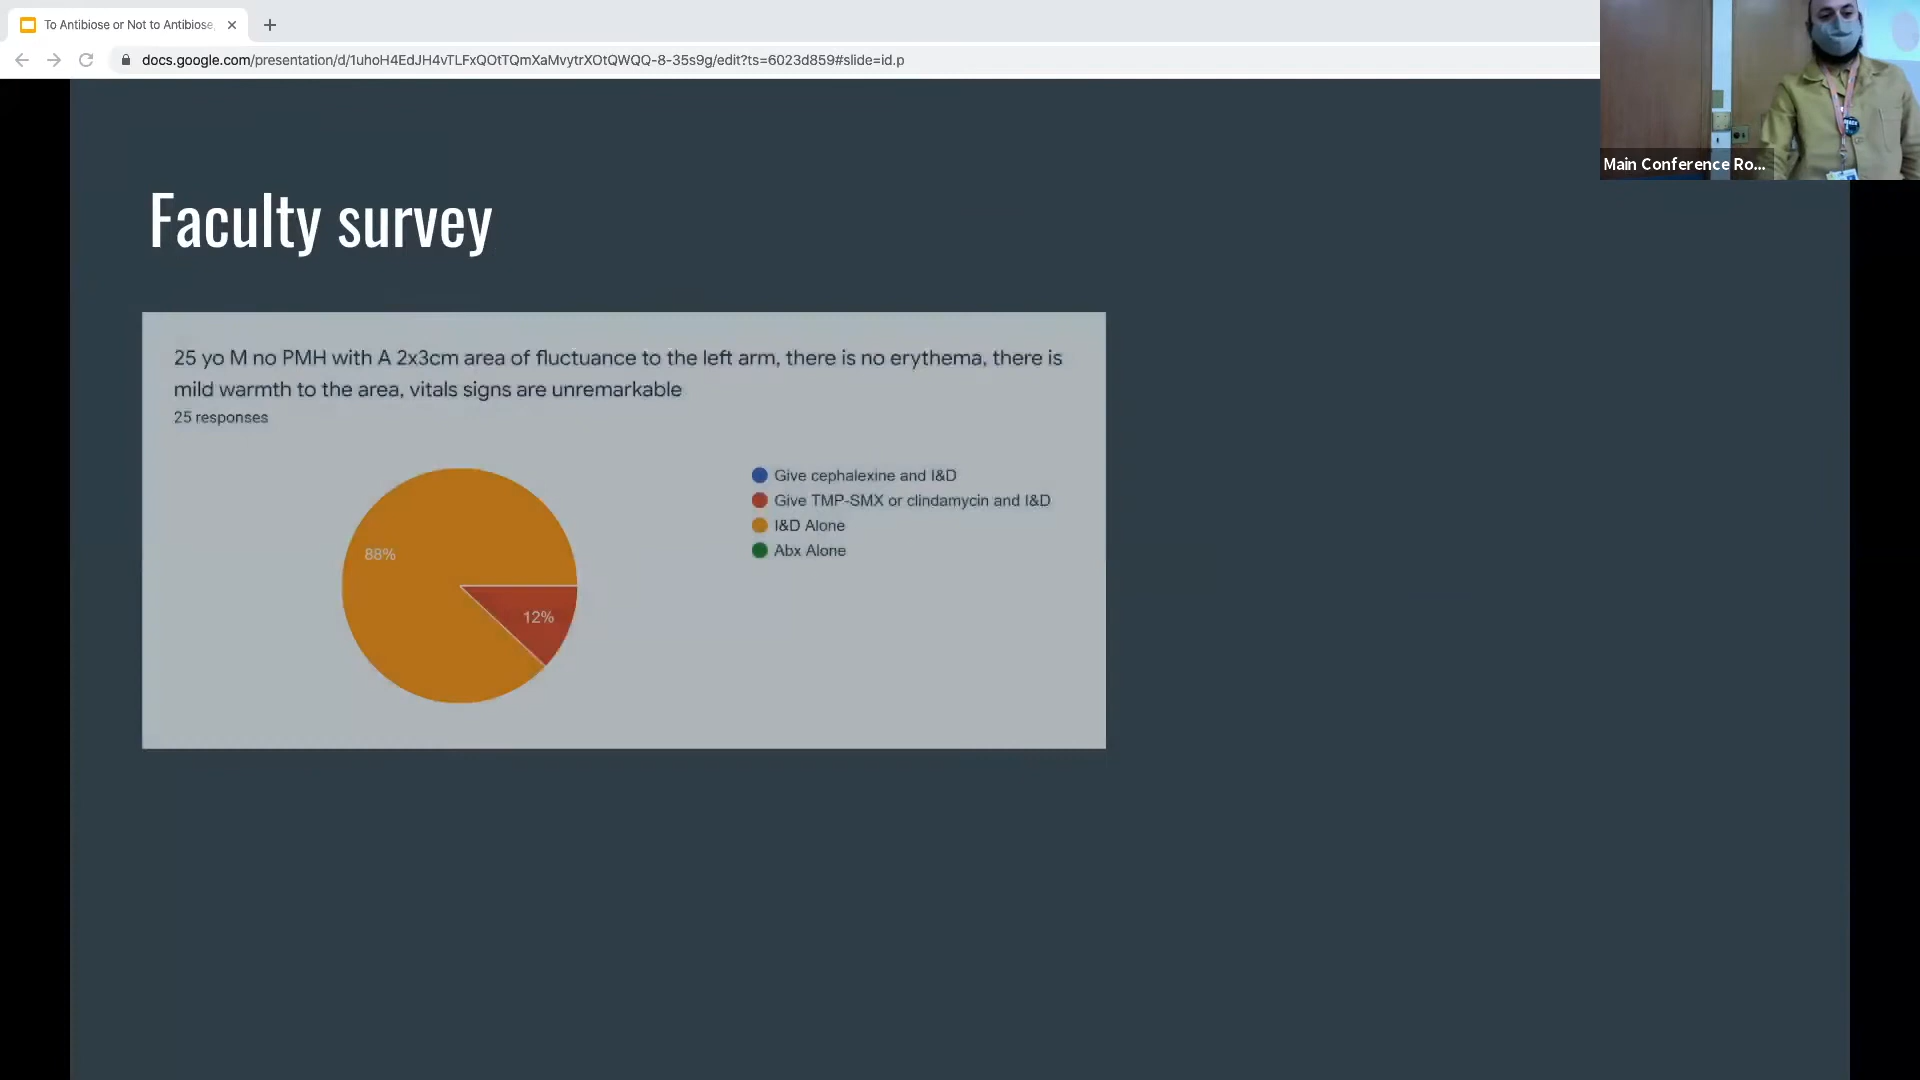 To Antibiose or Not to Antibiose,
docs.google.com/presentation/d/1uhoH4EdJH4vTLFxQOtTQmXaMvytrXOtQWQQ-8-35s9g/edit?ts=6023d859#slide=id.p
Main Conference Ro...
Faculty survey
25 yo M no PMH with A 2x3cm area of fluctuance to the left arm, there is no erythema, there is
mild warmth to the area, vitals signs are unremarkable
25 responses
Give cephalexine and I&D
Give TMP-SMX or clindamycin and I&D
I&D Alone
Abx Alone
88%
12%